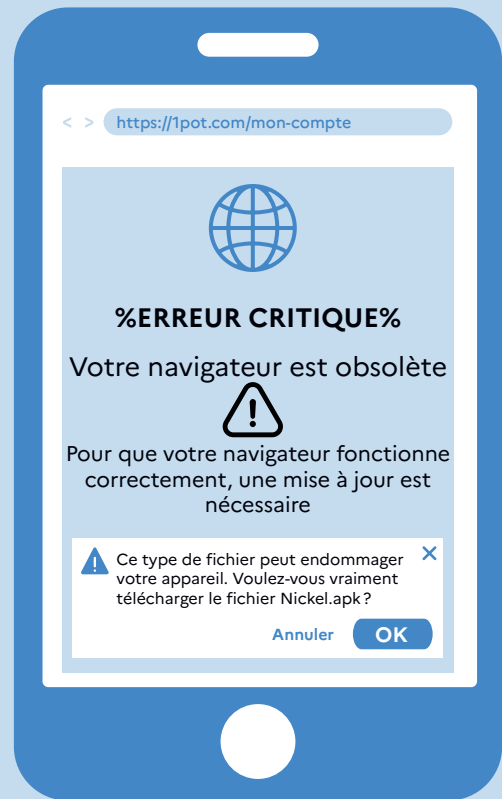 < > https://1pot.com/mon-compte
%ERREUR CRITIQUE%
Votre navigateur est obsolète
!
Pour que votre navigateur fonctionne
correctement, une mise à jour est
nécessaire
! Ce type de fichier peut endommager ×
votre appareil. Voulez-vous vraiment
télécharger le fichier Nickel.apk ?
Annuler OK